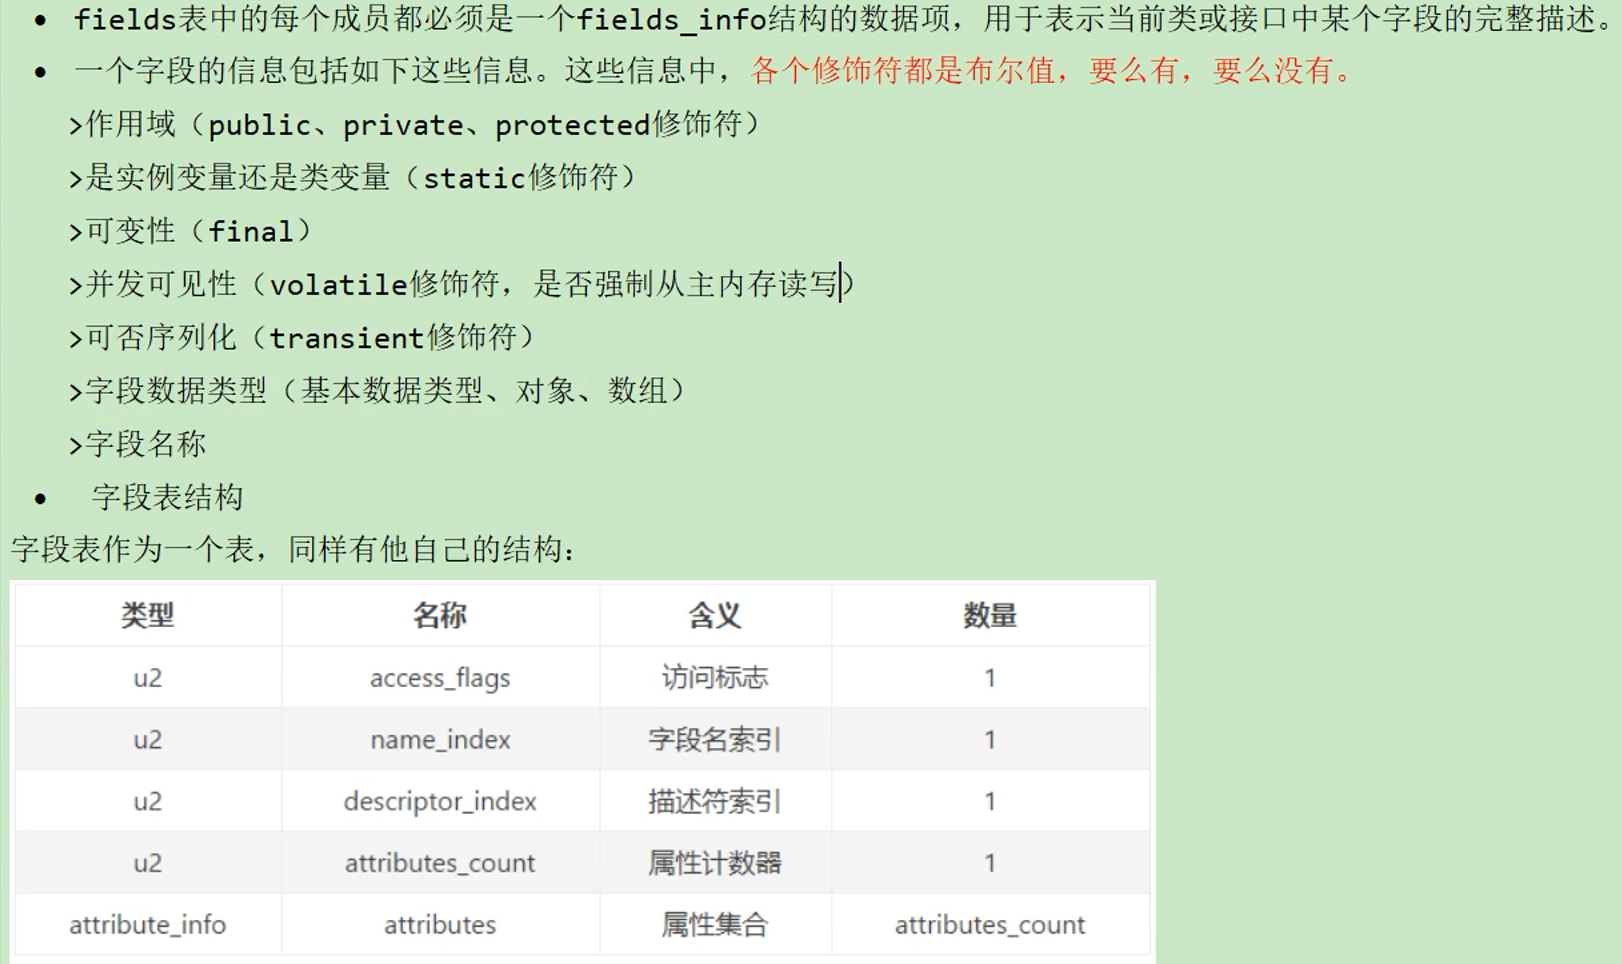 • fields表中的每个成员都必须是一个fields_info结构的数据项，用于表示当前类或接口中某个字段的完整描述。
• 一个字段的信息包括如下这些信息。这些信息中，各个修饰符都是布尔值，要么有，要么没有。
>作用域（public、private、protected修饰符）
>是实例变量还是类变量（static修饰符）
>可变性（final）
>并发可见性（volatile修饰符，是否强制从主内存读写）
>可否序列化（transient修饰符）
>字段数据类型（基本数据类型、对象、数组）
>字段名称
• 字段表结构
字段表作为一个表，同样有他自己的结构：
类型 名称 含义 数量
u2 access_flags 访问标志 1
u2 name_index 字段名索引 1
u2 descriptor_index 描述符索引 1
u2 attributes_count 属性计数器 1
attribute_info attributes 属性集合 attributes_count